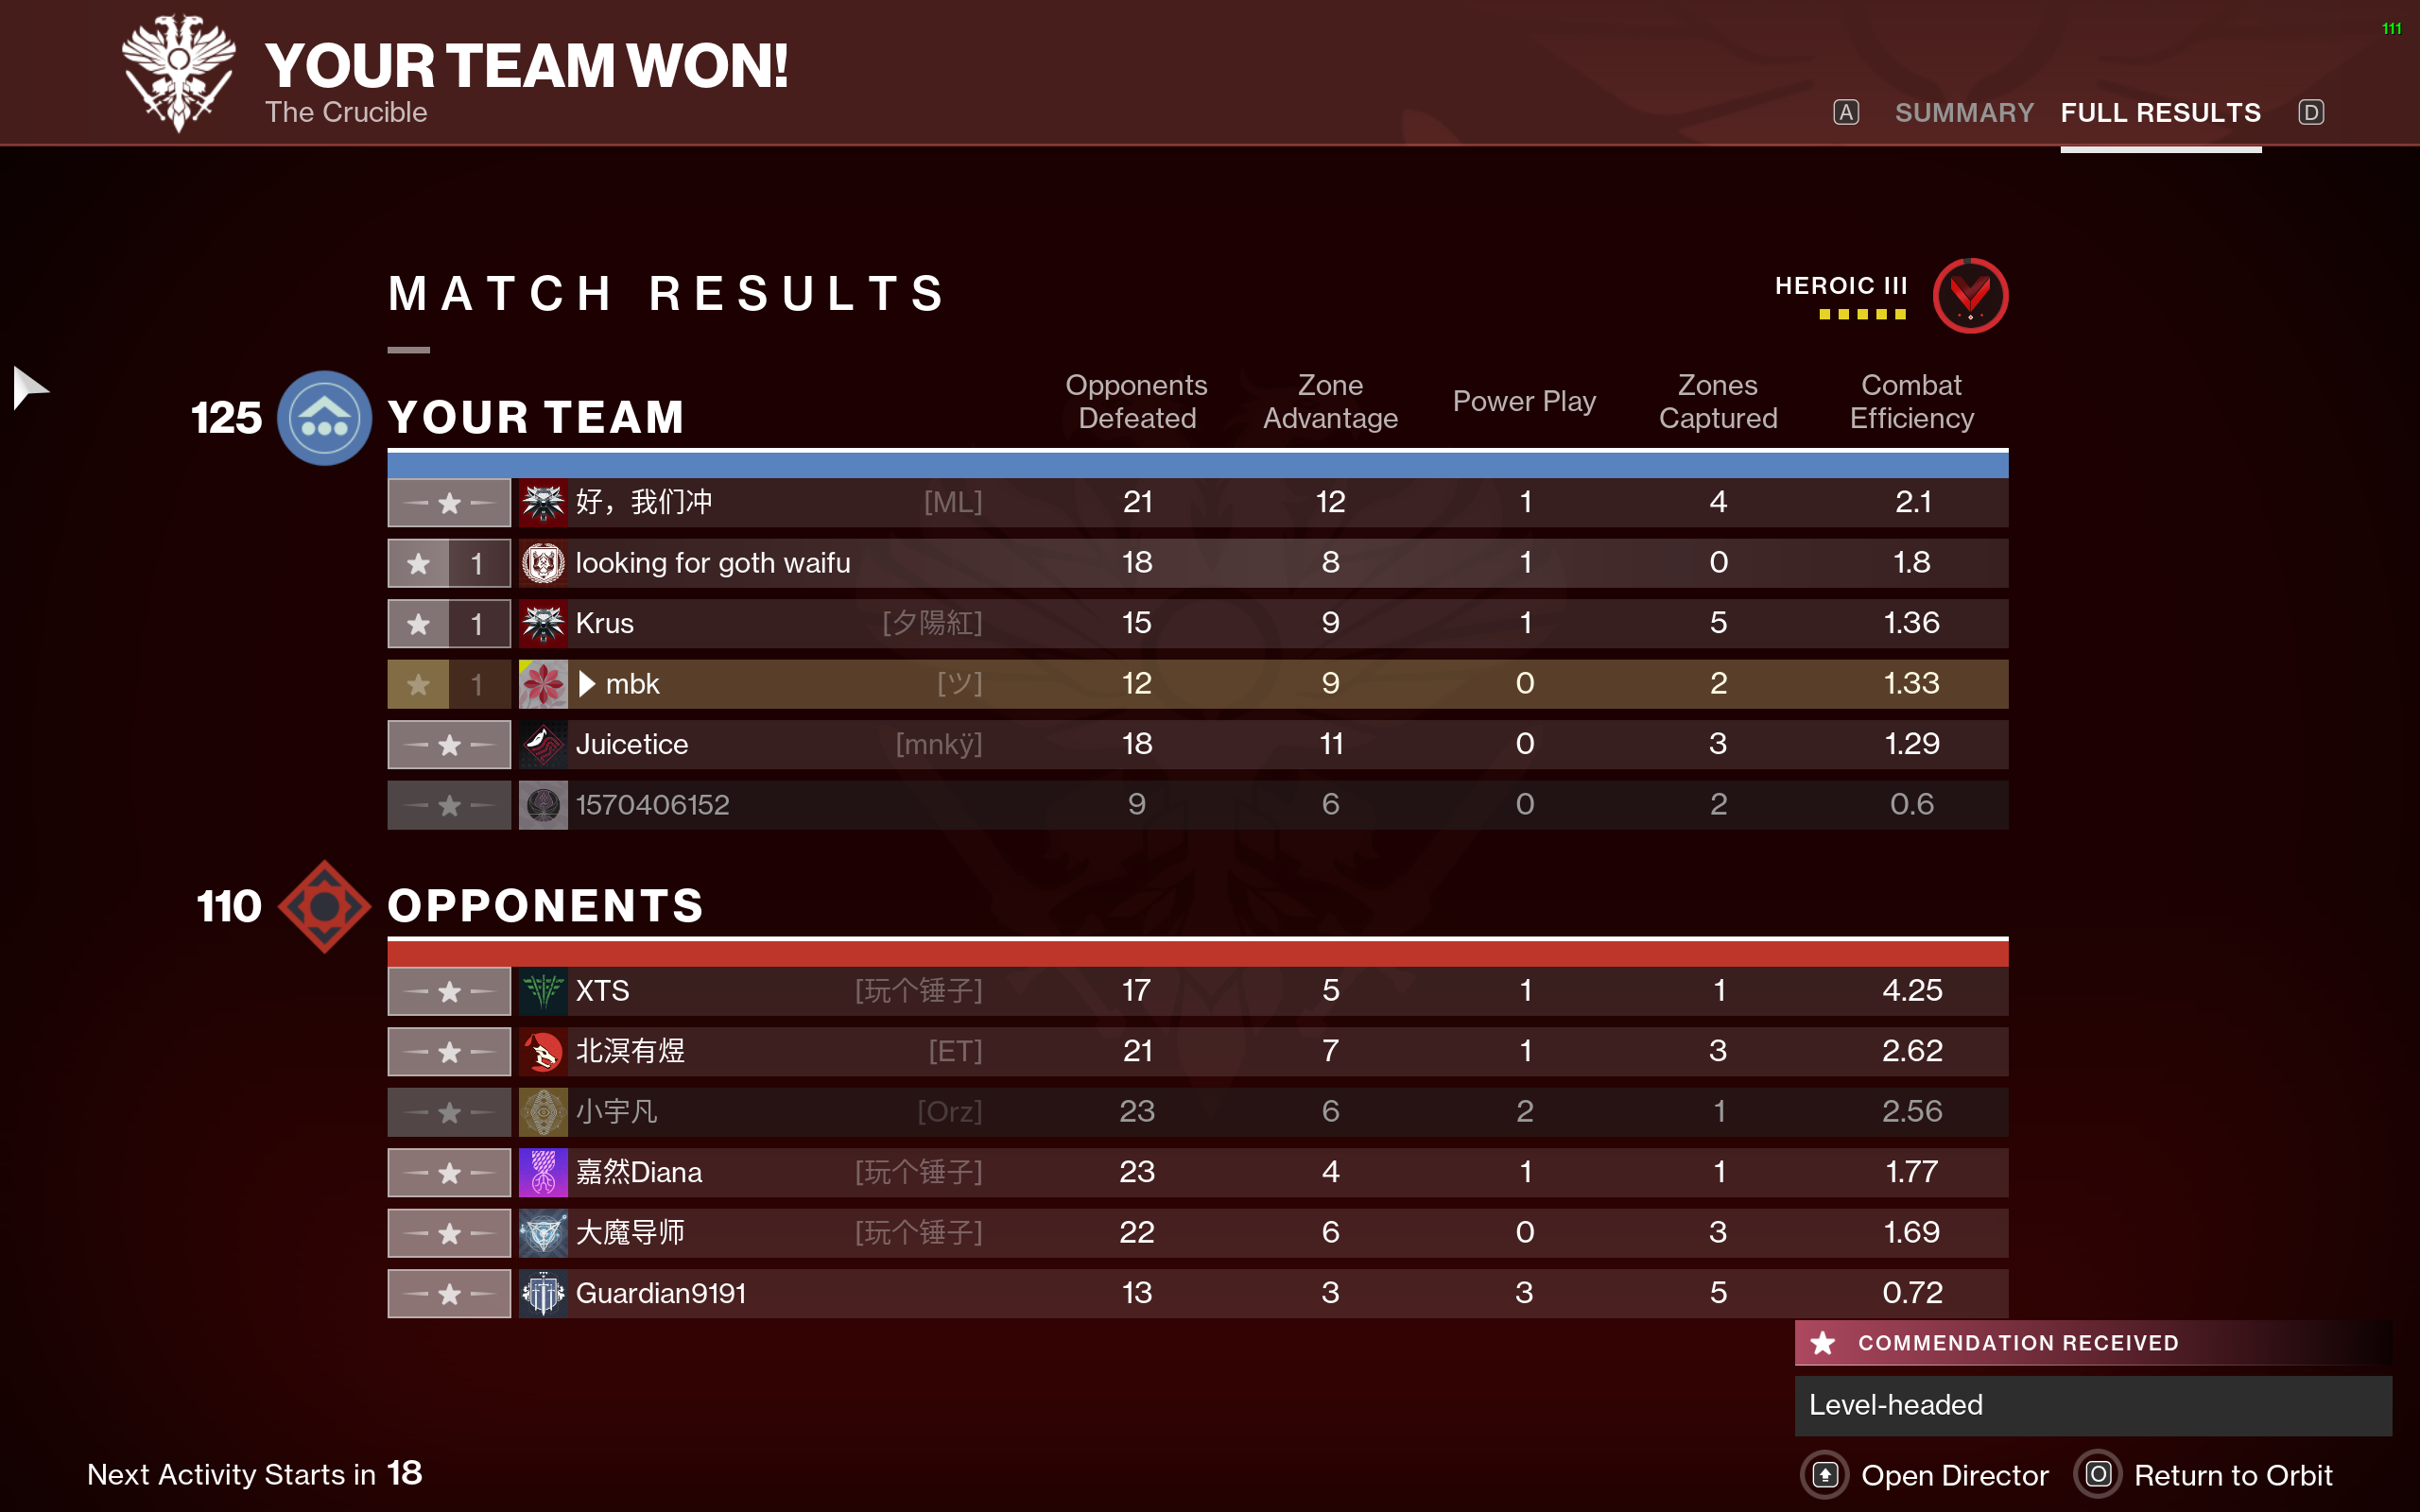 111
YOUR TEAM WON!
The Crucible
A SUMMARY FULL RESULTS D
MATCH RESULTS
HEROIC III
125 YOUR TEAM Opponents Defeated Zone Advantage Power Play Zones Captured Combat Efficiency
好，我们冲 [ML] 21 12 1 4 2.1
1 looking for goth waifu 18 8 1 0 1.8
1 Krus [夕陽紅] 15 9 1 5 1.36
1 mbk [ツ] 12 9 0 2 1.33
Juicetice [mnkÿ] 18 11 0 3 1.29
1570406152 9 6 0 2 0.6
110 OPPONENTS
XTS [玩个锤子] 17 5 1 1 4.25
北溟有煜 [ET] 21 7 1 3 2.62
小宇凡 [Orz] 23 6 2 1 2.56
嘉然Diana [玩个锤子] 23 4 1 1 1.77
大魔导师 [玩个锤子] 22 6 0 3 1.69
Guardian9191 13 3 3 5 0.72
COMMENDATION RECEIVED
Level-headed
Next Activity Starts in 18
Open Director O Return to Orbit